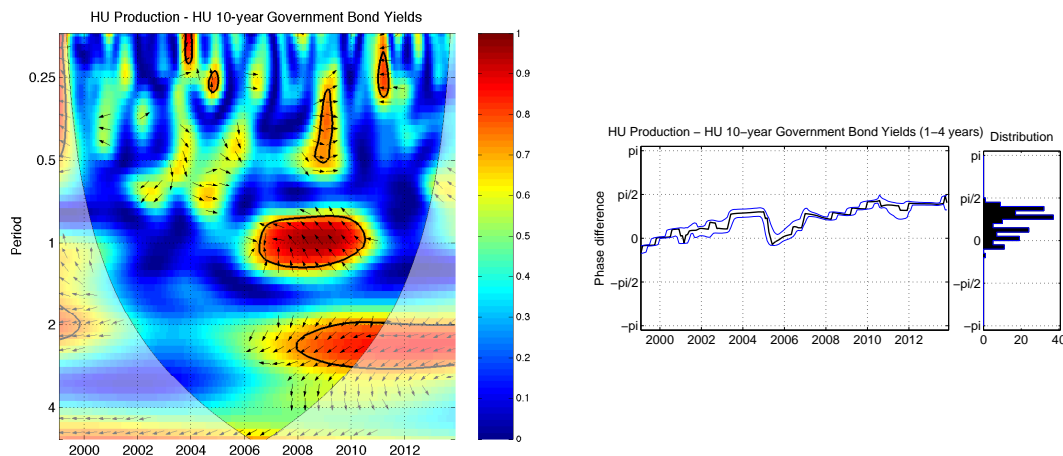 HU Production - HU 10-year Government Bond Yields
Period
0.25
0.5
1
2
4
2000 2002 2004 2006 2008 2010 2012
1
0.9
0.8
0.7
0.6
0.5
0.4
0.3
0.2
0.1
0
HU Production − HU 10−year Government Bond Yields (1−4 years)
Phase difference
pi
pi/2
0
−pi/2
−pi
2000 2002 2004 2006 2008 2010 2012
Distribution
pi
pi/2
0
−pi/2
−pi
0 20 40